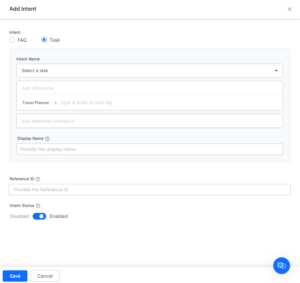 Add Intent
Intent
FAQ
Task
Intent Name
Select a task
Add utterance
Travel Planner x Type & enter to add tag
Add alternate utterance
Display Name
Provide the display name
Reference ID
Provide the Reference Id
Intent Status
Disabled
Enabled
Save
Cancel